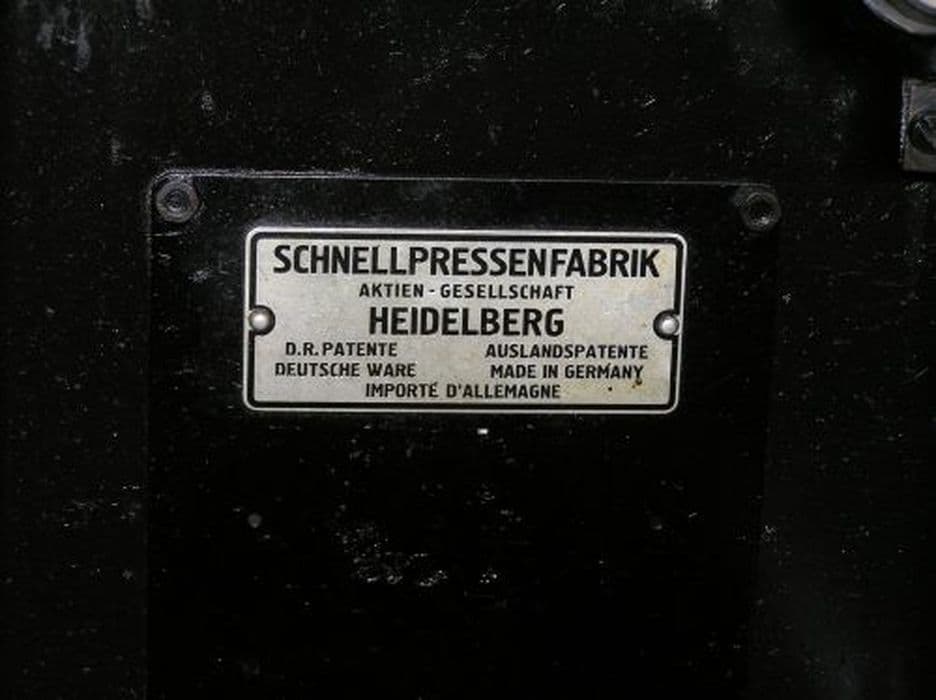 SCHNELLPRESSENFABRIK
AKTIEN-GESELLSCHAFT
HEIDELBERG
D.R.PATENTE AUSLANDSPATENTE
DEUTSCHE WARE MADE IN GERMANY
IMPORTÉ D'ALLEMAGNE